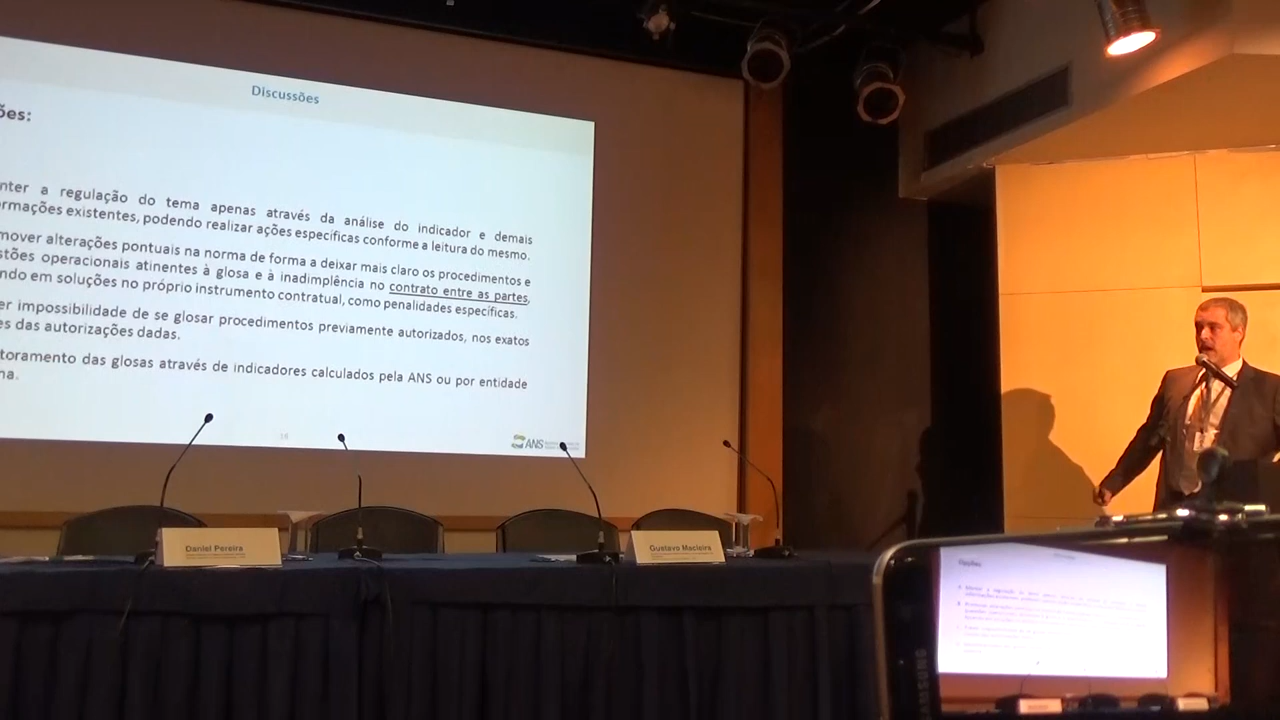 Discussões
ões:
nter a regulação do tema apenas através da análise do indicador e demais
ormações existentes, podendo realizar ações específicas conforme a leitura do mesmo.
mover alterações pontuais na norma de forma a deixar mais claro os procedimentos e
stões operacionais atinentes à glosa e à inadimplência no contrato entre as partes,
ndo em soluções no próprio instrumento contratual, como penalidades específicas.
er impossibilidade de se glosar procedimentos previamente autorizados, nos exatos
es das autorizações dadas.
toramento das glosas através de indicadores calculados pela ANS ou por entidade
na.
18
ANS
Daniel Pereira
Gustavo Macieira
Opções:
SAMSUNG